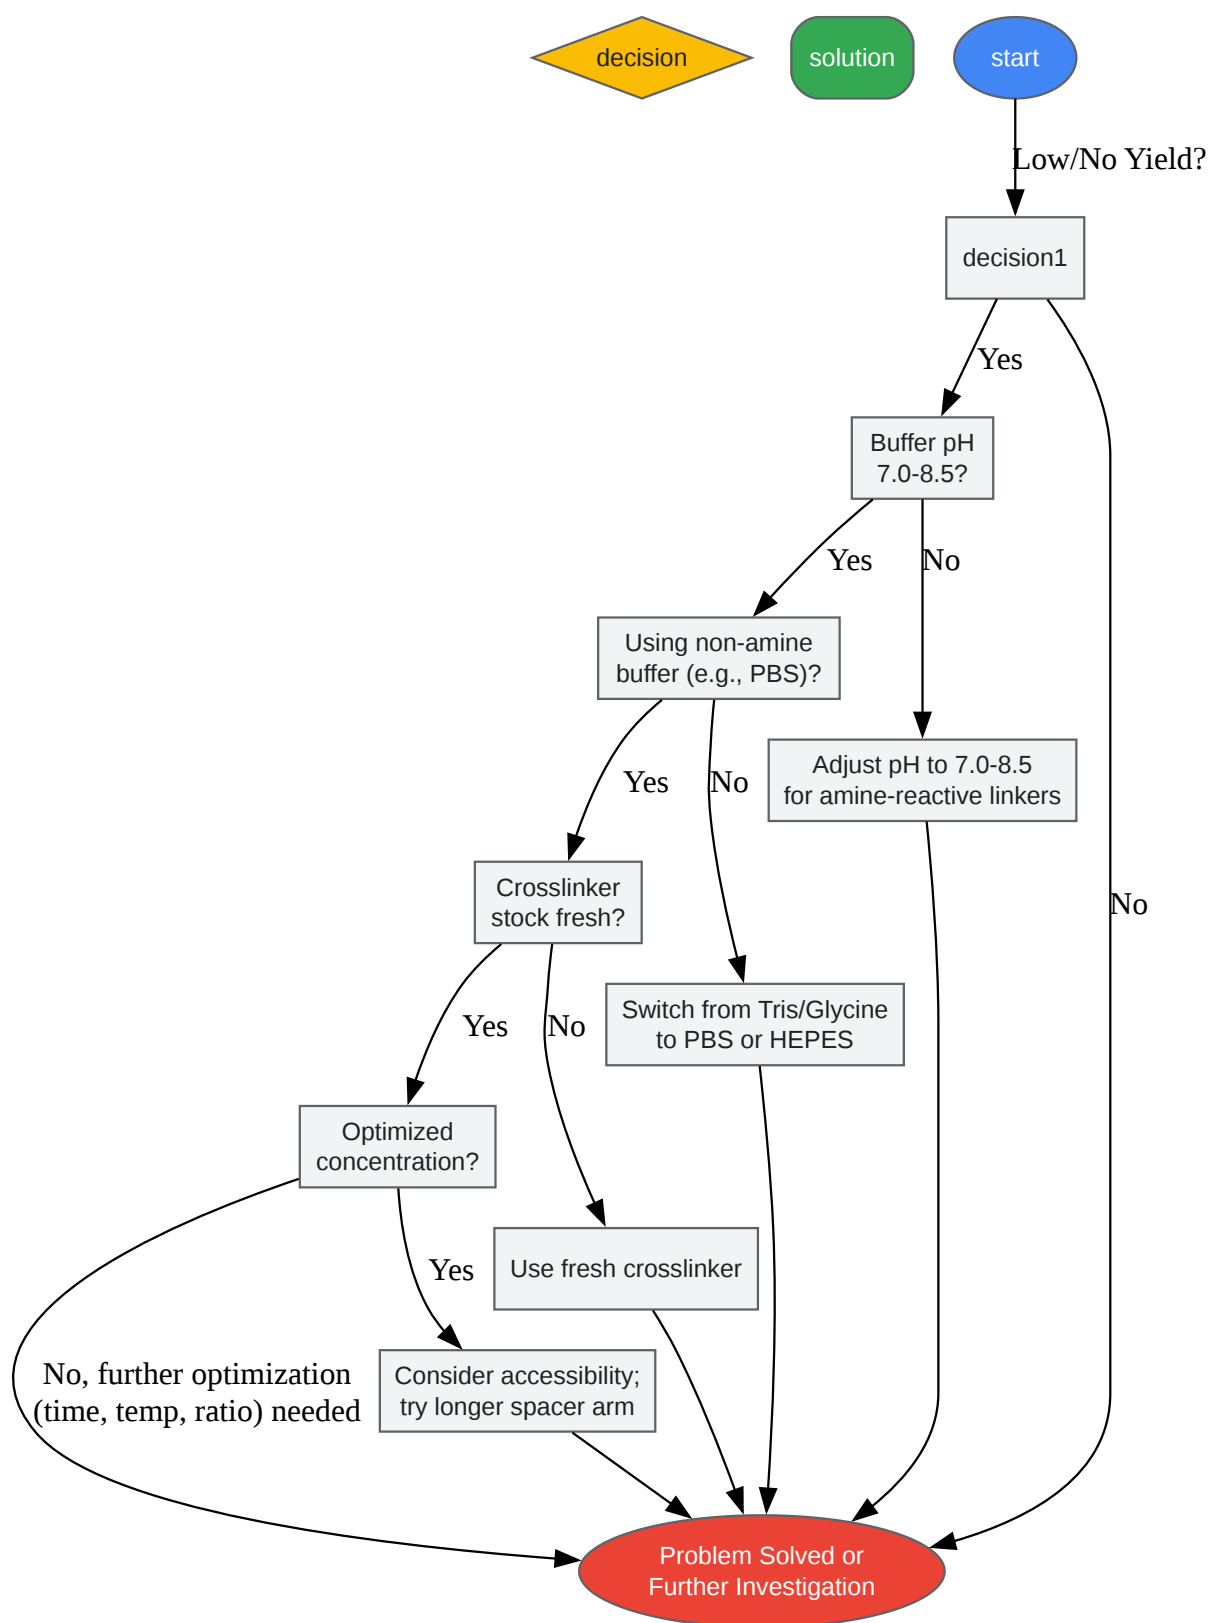 decision
solution
start
Low/No Yield?
decision1
Yes
Buffer pH
7.0-8.5?
Yes
No
Using non-amine
buffer (e.g., PBS)?
Adjust pH to 7.0-8.5
for amine-reactive linkers
Yes
No
Crosslinker
stock fresh?
No
Switch from Tris/Glycine
to PBS or HEPES
Yes
No
Optimized
concentration?
Yes
Use fresh crosslinker
No, further optimization
(time, temp, ratio) needed
Consider accessibility;
try longer spacer arm
Problem Solved or
Further Investigation